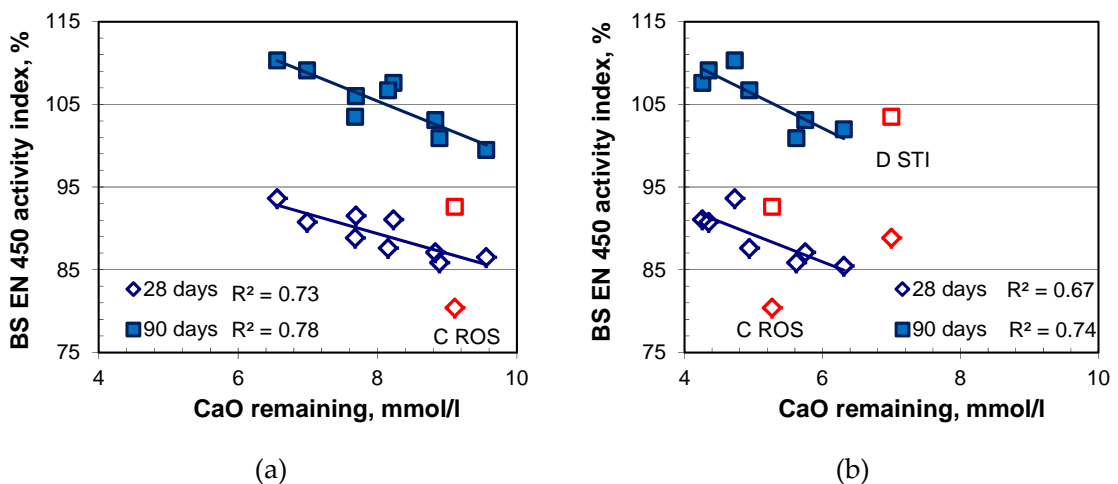 BS EN 450 activity index, %
115
105
95
85
75
28 days R² = 0.73
90 days R² = 0.78
C ROS
4 6 8 10
CaO remaining, mmol/l
(a)
BS EN 450 activity index, %
115
105
95
85
75
D STI
28 days R² = 0.67
C ROS
90 days R² = 0.74
4 6 8 10
CaO remaining, mmol/l
(b)